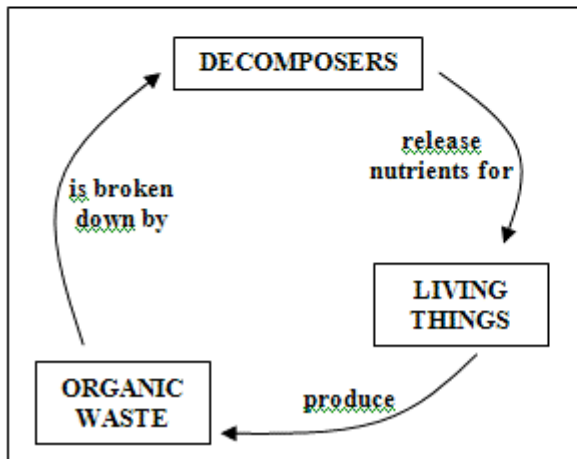 DECOMPOSERS
release
nutrients for
is broken
down by
LIVING
THINGS
ORGANIC
WASTE
produce